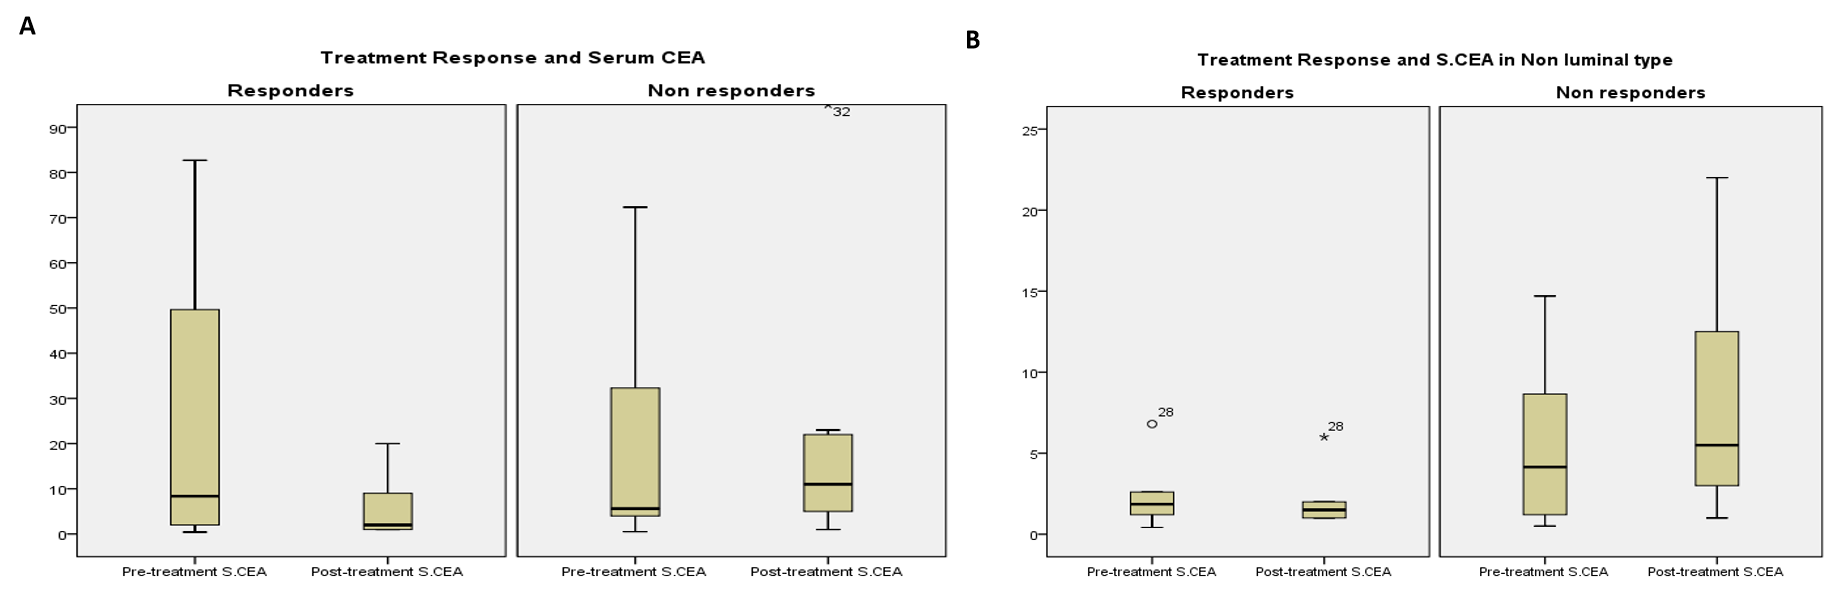 A
Treatment Response and Serum CEA
Responders
Non responders
90
80
70
60
50
40
30
20
10
0
32
Pre-treatment S.CEA
Post-treatment S.CEA
Pre-treatment S.CEA
Post-treatment S.CEA
B
Treatment Response and S.CEA in Non luminal type
Responders
Non responders
25
20
15
10
5
0
28
28
Pre-treatment S.CEA
Post-treatment S.CEA
Pre-treatment S.CEA
Post-treatment S.CEA